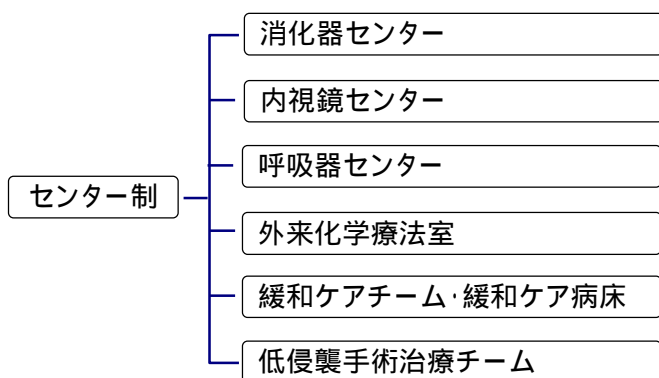 センター制
消化器センター
内視鏡センター
呼吸器センター
外来化学療法室
緩和ケアチーム・緩和ケア病床
低侵襲手術治療チーム